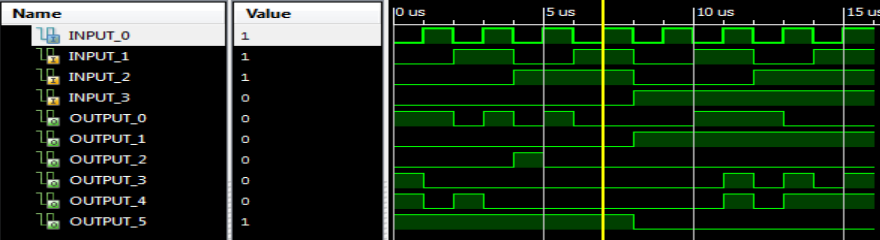 Name Value 0 us 5 us 10 us 15 us
INPUT_0 1
INPUT_1 1
INPUT_2 1
INPUT_3 0
OUTPUT_0 0
OUTPUT_1 0
OUTPUT_2 0
OUTPUT_3 0
OUTPUT_4 0
OUTPUT_5 1